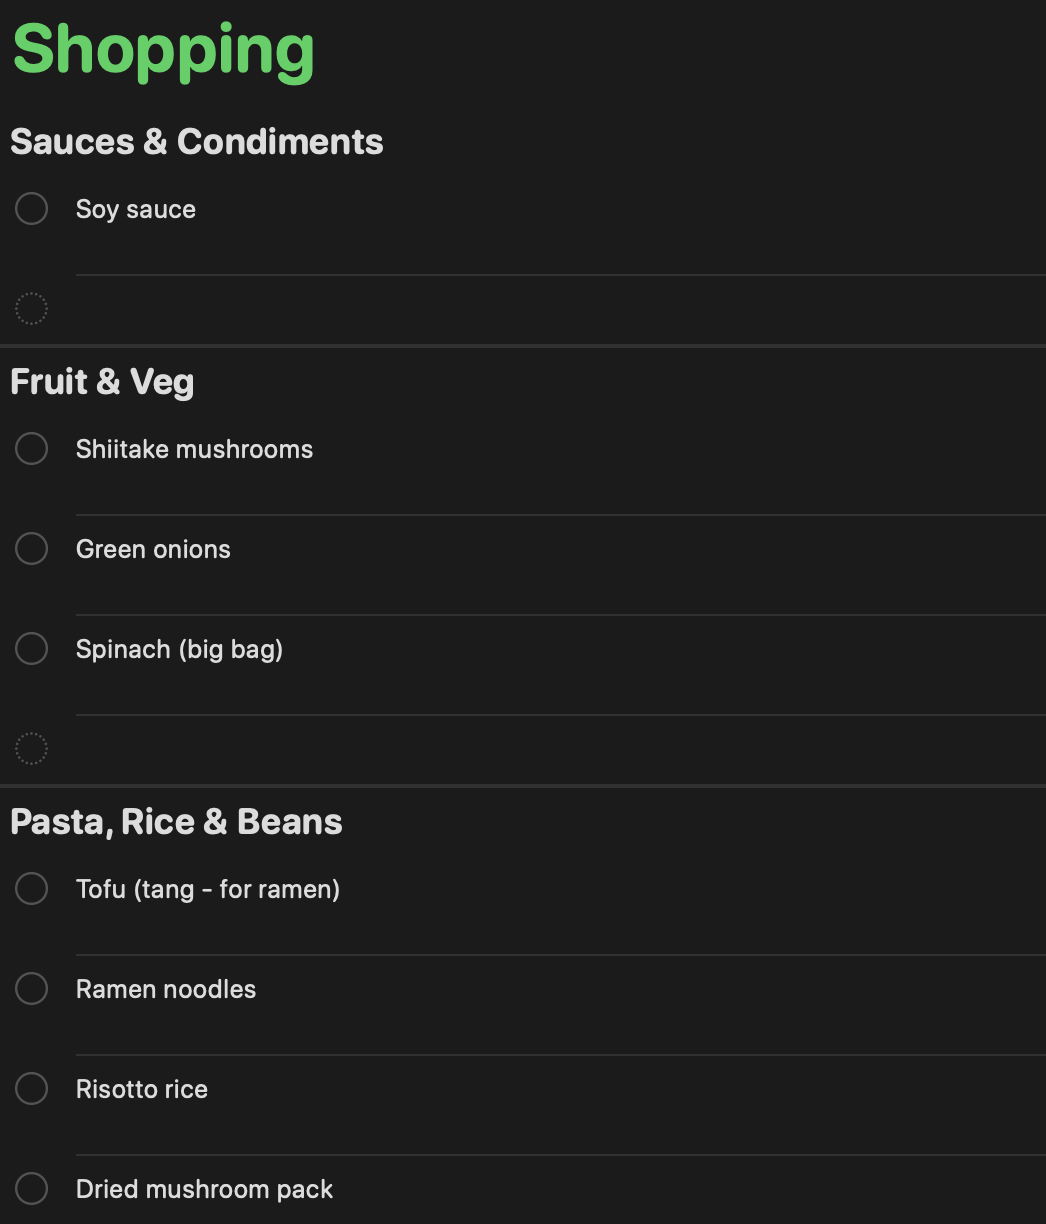 Shopping
Sauces & Condiments
Soy sauce
Fruit & Veg
Shiitake mushrooms
Green onions
Spinach (big bag)
Pasta, Rice & Beans
Tofu (tang - for ramen)
Ramen noodles
Risotto rice
Dried mushroom pack